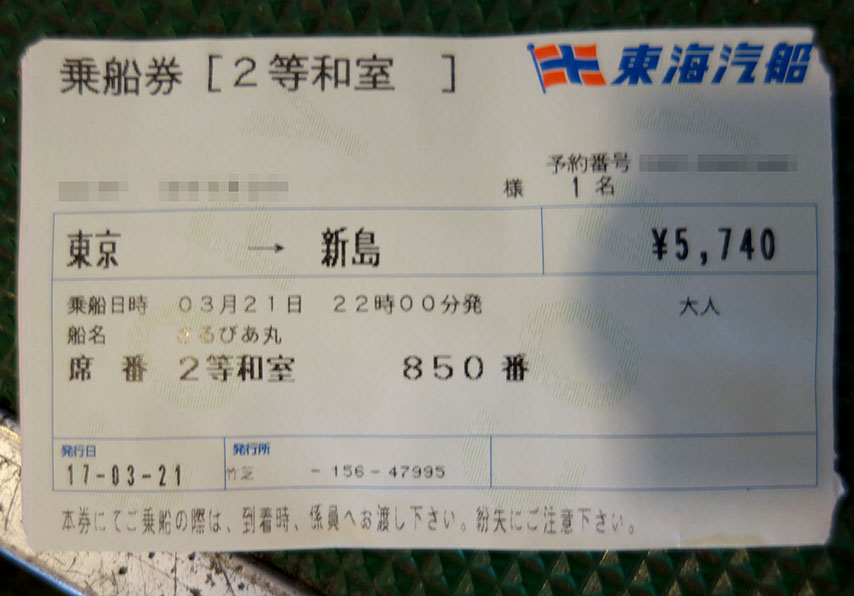 乗船券 [2等和室 ]
東海汽船
予約番号
様 1名
東京 → 新島 ¥5,740
乗船日時 03月21日 22時00分発 大人
船名 さるびあ丸
席番 2等和室 850番
発行日 発行所
17-03-21 竹芝 -156-47995
本券にてご乗船の際は、到着時、係員へお渡し下さい。紛失にご注意下さい。